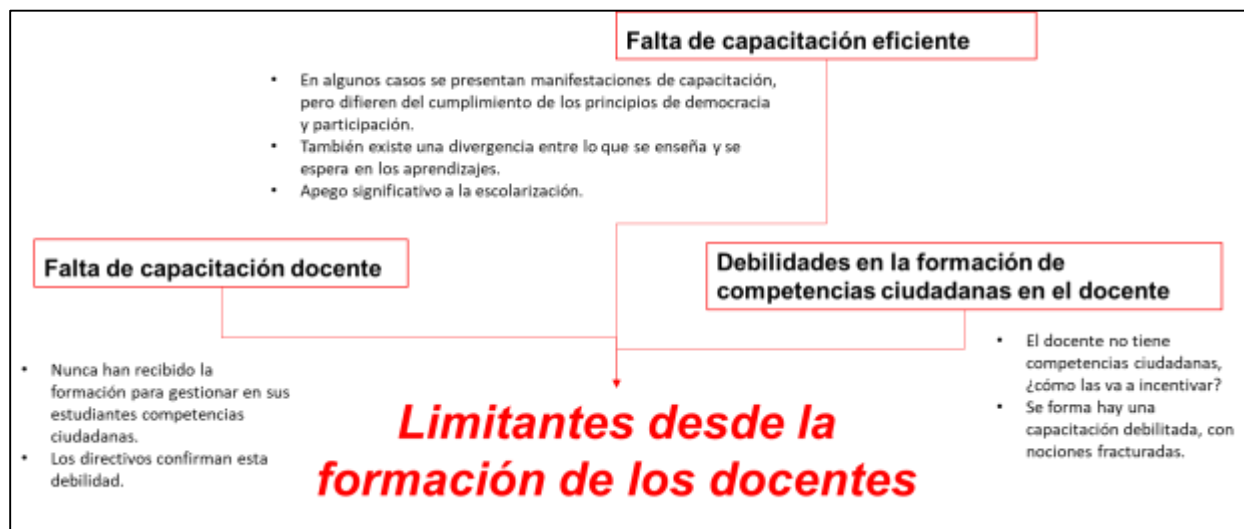 Falta de capacitación eficiente
• En algunos casos se presentan manifestaciones de capacitación,
pero difieren del cumplimiento de los principios de democracia
y participación.
• También existe una divergencia entre lo que se enseña y se
espera en los aprendizajes.
• Apego significativo a la escolarización.
Falta de capacitación docente
Debilidades en la formación de
competencias ciudadanas en el docente
• Nunca han recibido la
formación para gestionar en sus
estudiantes competencias
ciudadanas.
• Los directivos confirman esta
debilidad.
• El docente no tiene
competencias ciudadanas,
¿cómo las va a incentivar?
• Se forma hay una
capacitación debilitada, con
nociones fracturadas.
Limitantes desde la
formación de los docentes